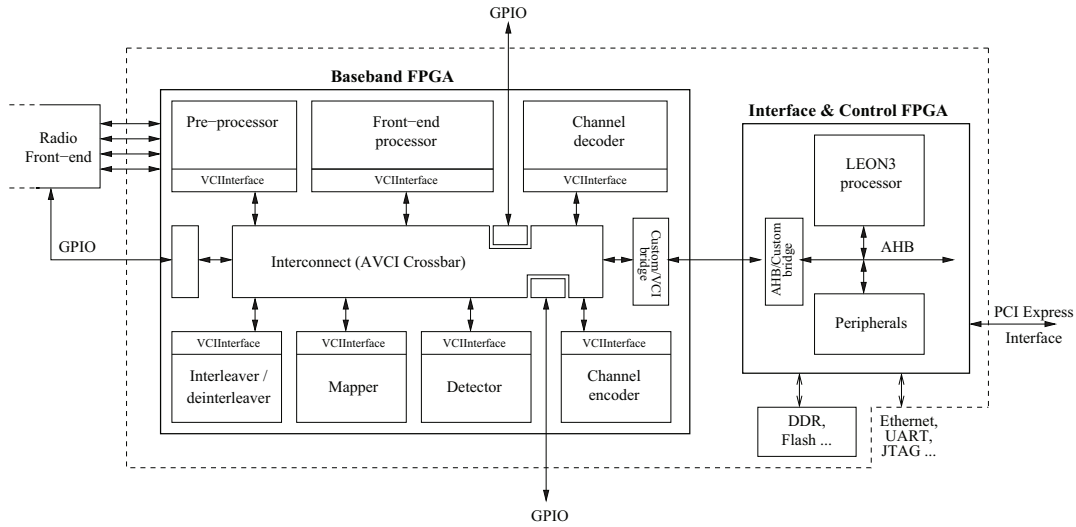 GPIO
Baseband FPGA
Interface & Control FPGA
Radio
Front−end
Pre−processor
VCIInterface
Front−end
processor
VCIInterface
Channel
decoder
VCIInterface
LEON3
processor
GPIO
Interconnect (AVCI Crossbar)
Custom/VCI
bridge
AHB/Custom
bridge
AHB
Peripherals
PCI Express
Interface
VCIInterface
Interleaver /
deinterleaver
VCIInterface
Mapper
VCIInterface
Detector
VCIInterface
Channel
encoder
DDR,
Flash ...
Ethernet,
UART,
JTAG ...
GPIO